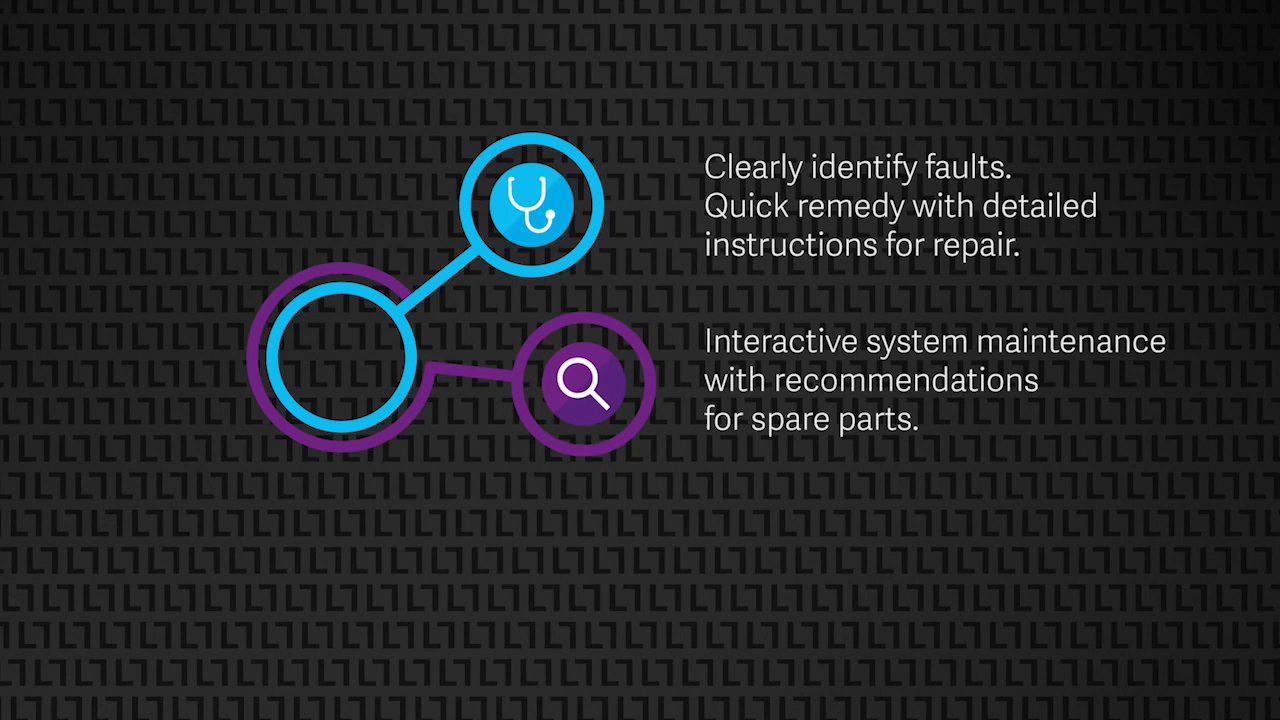 Clearly identify faults.
Quick remedy with detailed
instructions for repair.
Interactive system maintenance
with recommendations
for spare parts.